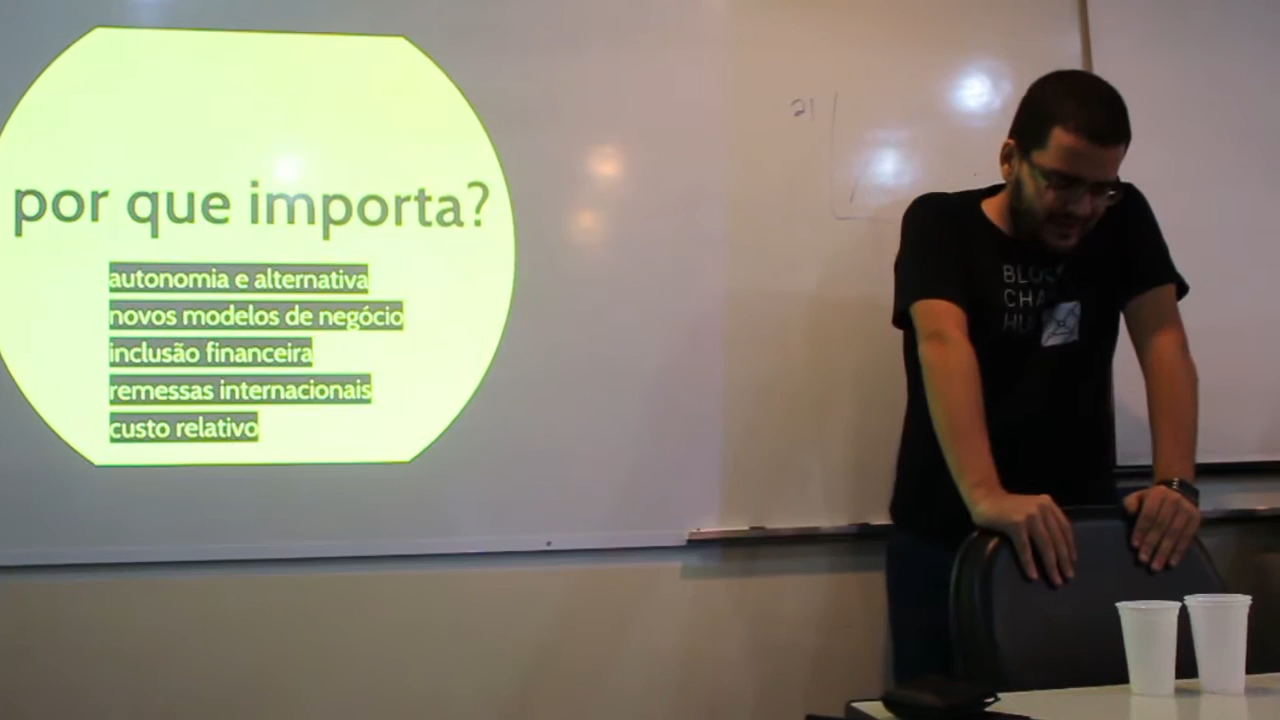 por que importa?
autonomia e alternativa
novos modelos de negócio
inclusão financeira
remessas internacionais
custo relativo
21